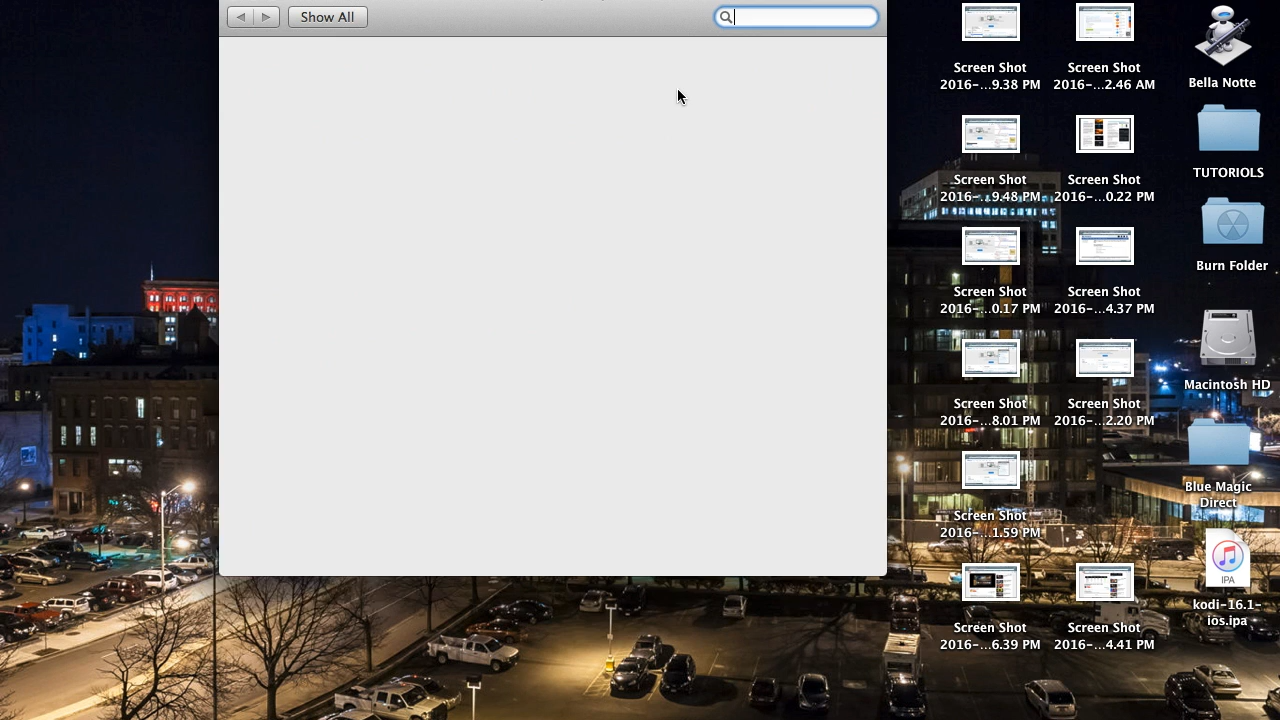 Show All
Screen Shot
2016-...9.38 PM
Screen Shot
2016-...2.46 AM
Bella Notte
TUTORIOLS
Screen Shot
2016-...9.48 PM
Screen Shot
2016-...0.22 PM
Burn Folder
Screen Shot
2016-...0.17 PM
Screen Shot
2016-...4.37 PM
Macintosh HD
Screen Shot
2016-...8.01 PM
Screen Shot
2016-...2.20 PM
Blue Magic
Direct
Screen Shot
2016-...1.59 PM
IPA
kodi-16.1-
ios.ipa
Screen Shot
2016-...6.39 PM
Screen Shot
2016-...4.41 PM